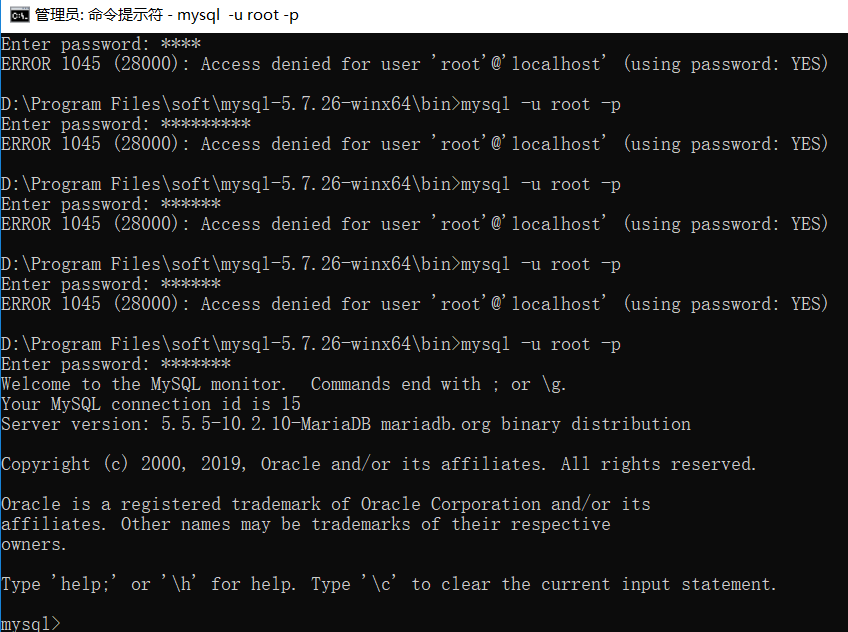 管理员: 命令提示符 - mysql  -u root -p
Enter password: ****
ERROR 1045 (28000): Access denied for user 'root'@'localhost' (using password: YES)
D:\Program Files\soft\mysql-5.7.26-winx64\bin>mysql -u root -p
Enter password: *********
ERROR 1045 (28000): Access denied for user 'root'@'localhost' (using password: YES)
D:\Program Files\soft\mysql-5.7.26-winx64\bin>mysql -u root -p
Enter password: ******
ERROR 1045 (28000): Access denied for user 'root'@'localhost' (using password: YES)
D:\Program Files\soft\mysql-5.7.26-winx64\bin>mysql -u root -p
Enter password: ******
ERROR 1045 (28000): Access denied for user 'root'@'localhost' (using password: YES)
D:\Program Files\soft\mysql-5.7.26-winx64\bin>mysql -u root -p
Enter password: *******
Welcome to the MySQL monitor.  Commands end with ; or \g.
Your MySQL connection id is 15
Server version: 5.5.5-10.2.10-MariaDB mariadb.org binary distribution
Copyright (c) 2000, 2019, Oracle and/or its affiliates. All rights reserved.
Oracle is a registered trademark of Oracle Corporation and/or its
affiliates. Other names may be trademarks of their respective
owners.
Type 'help;' or '\h' for help. Type '\c' to clear the current input statement.
mysql>